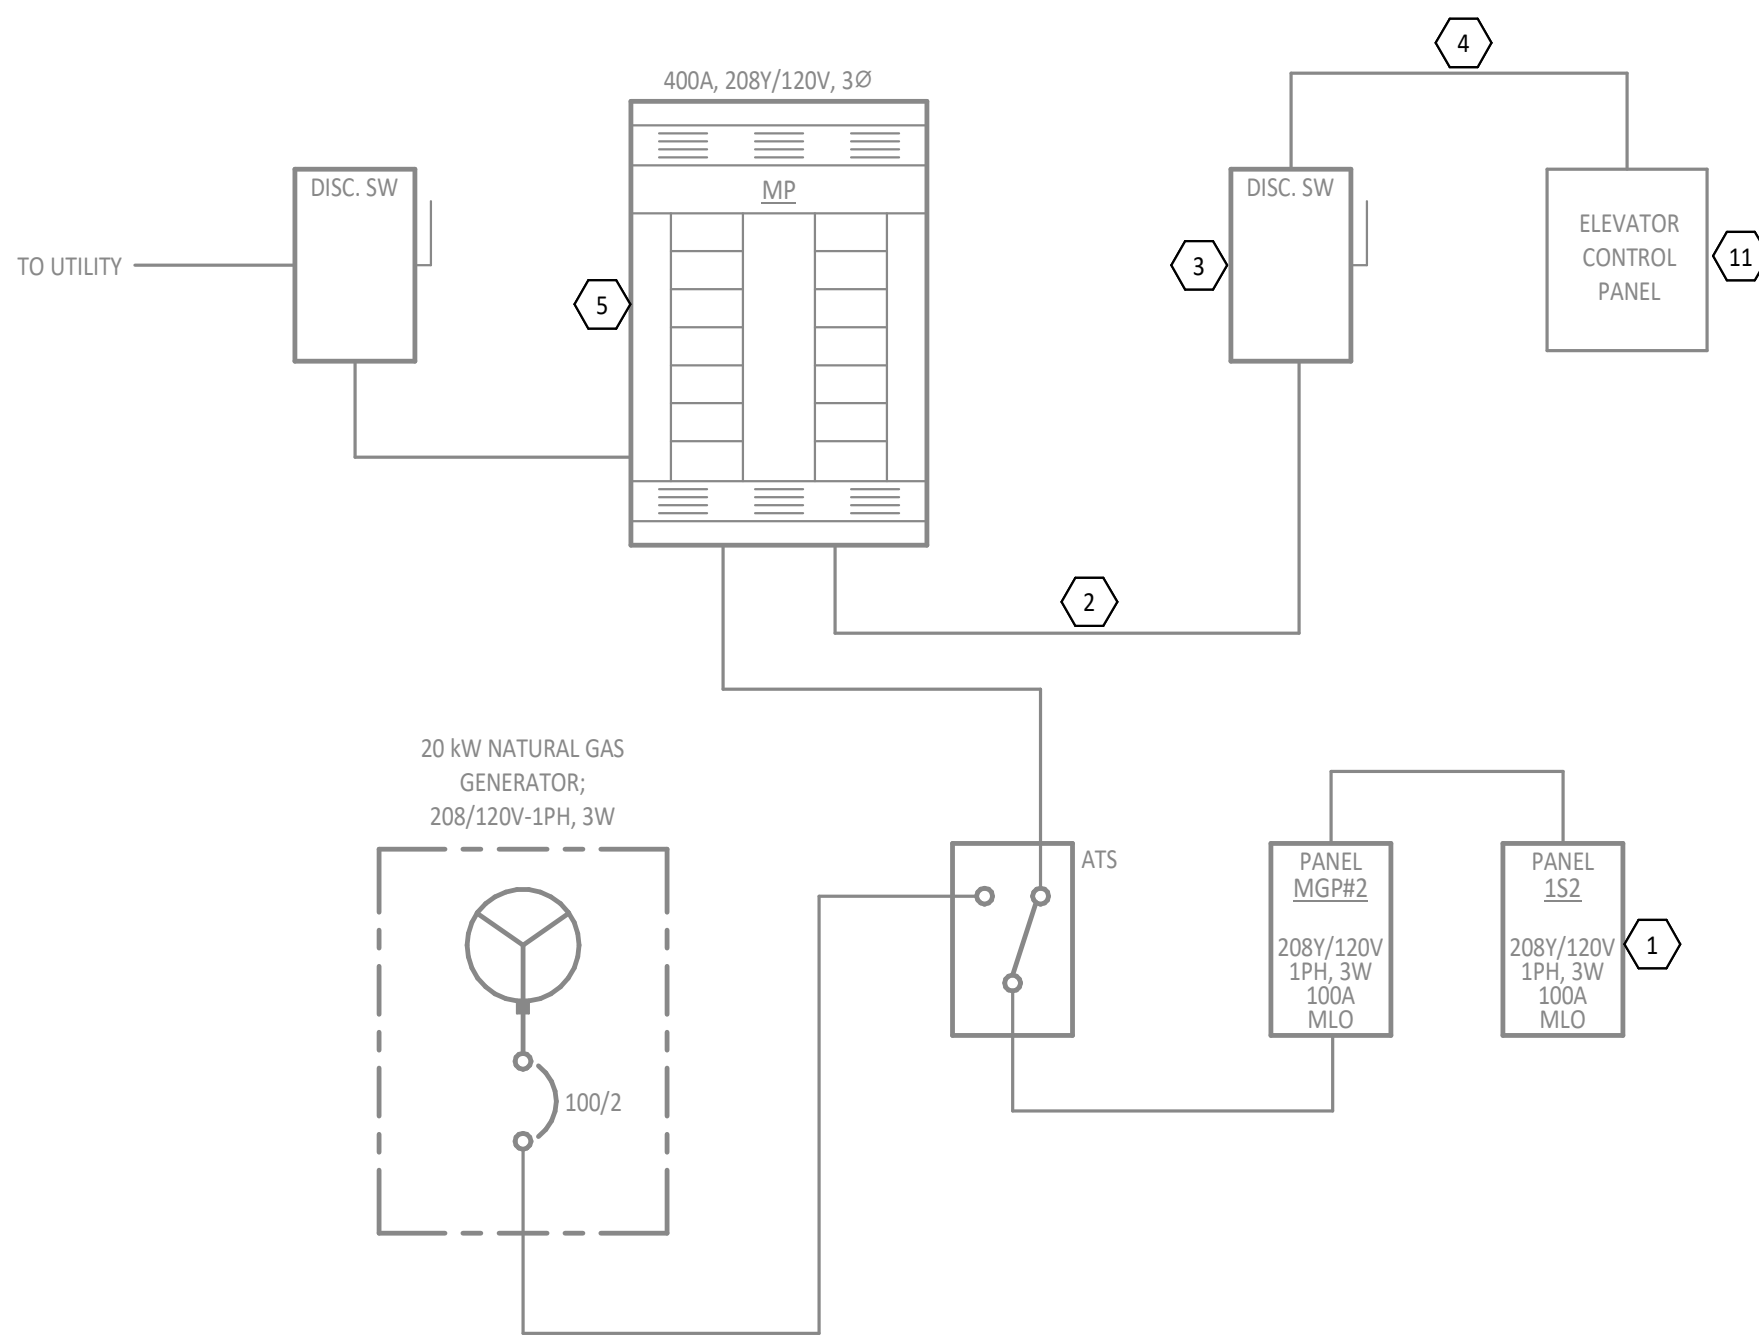 4
400A, 208Y/120V, 3Ø
DISC. SW
MP
DISC. SW
ELEVATOR
CONTROL
PANEL
TO UTILITY
5
3
11
2
20 kW NATURAL GAS
GENERATOR;
208/120V-1PH, 3W
ATS
PANEL
MGP#2
208Y/120V
1PH, 3W
100A
MLO
PANEL
1S2
208Y/120V
1PH, 3W
100A
MLO
1
100/2